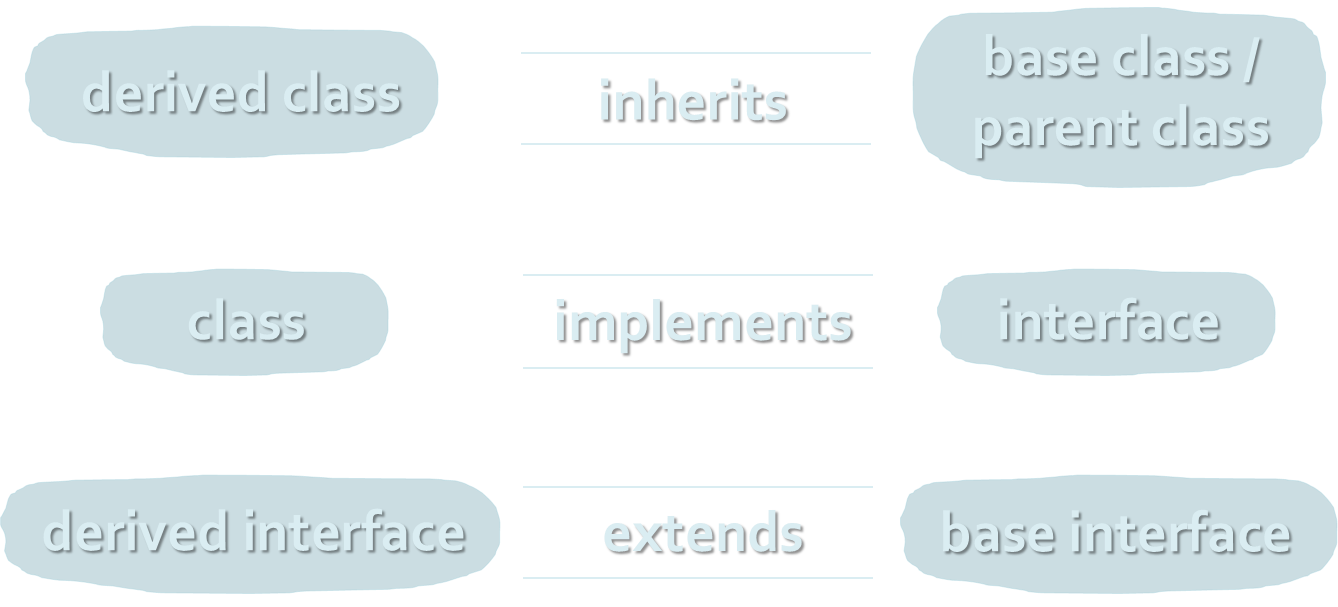 derived class
inherits
base class /
parent class
class
implements
interface
derived interface
extends
base interface